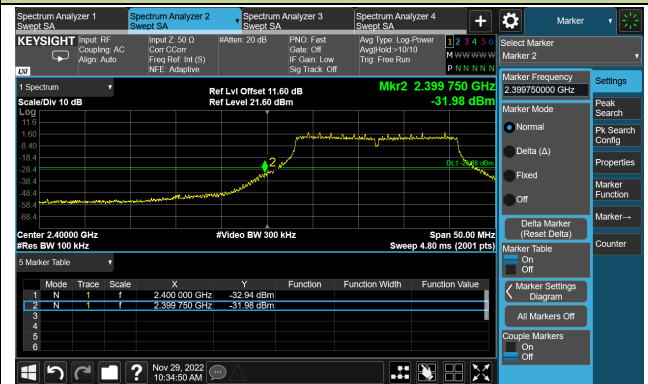 Spectrum Analyzer 1
Swept SA
Spectrum Analyzer 2
Swept SA
Spectrum Analyzer 3
Swept SA
Spectrum Analyzer 4
Swept SA
+
Marker
KEYSIGHT
LXI
Input: RF
Coupling: AC
Align: Auto
Input Z: 50 Ω
Corr CCorr
Freq Ref: Int (S)
NFE: Adaptive
#Atten: 20 dB
PNO: Fast
Gate: Off
IF Gain: Low
Sig Track: Off
Avg Type: Log-Power
Avg|Hold:>10/10
Trig: Free Run
1 2 3 4 5 6
M W W W W W
P N N N N N
Select Marker
Marker 2
1 Spectrum
Scale/Div 10 dB
Ref Lvl Offset 11.60 dB
Ref Level 21.60 dBm
Mkr2 2.399 750 GHz
-31.98 dBm
Log
11.6
1.60
-8.40
-18.4
-28.4
-38.4
-48.4
-58.4
-68.4
2
Center 2.40000 GHz
#Res BW 100 kHz
#Video BW 300 kHz
Span 50.00 MHz
Sweep 4.80 ms (2001 pts)
5 Marker Table
Mode Trace Scale X Y Function Function Width Function Value
1 N 1 f 2.400 000 GHz -32.94 dBm
2 N 1 f 2.399 750 GHz -31.98 dBm
3
4
5
6
Marker Frequency
2.399750000 GHz
Marker Mode
Normal
Delta (Δ)
Fixed
Off
Delta Marker
(Reset Delta)
Marker Table
On
Off
Marker Settings
Diagram
All Markers Off
Couple Markers
On
Off
Settings
Peak
Search
Pk Search
Config
Properties
Marker
Function
Marker→
Counter
?
Nov 29, 2022
10:34:50 AM